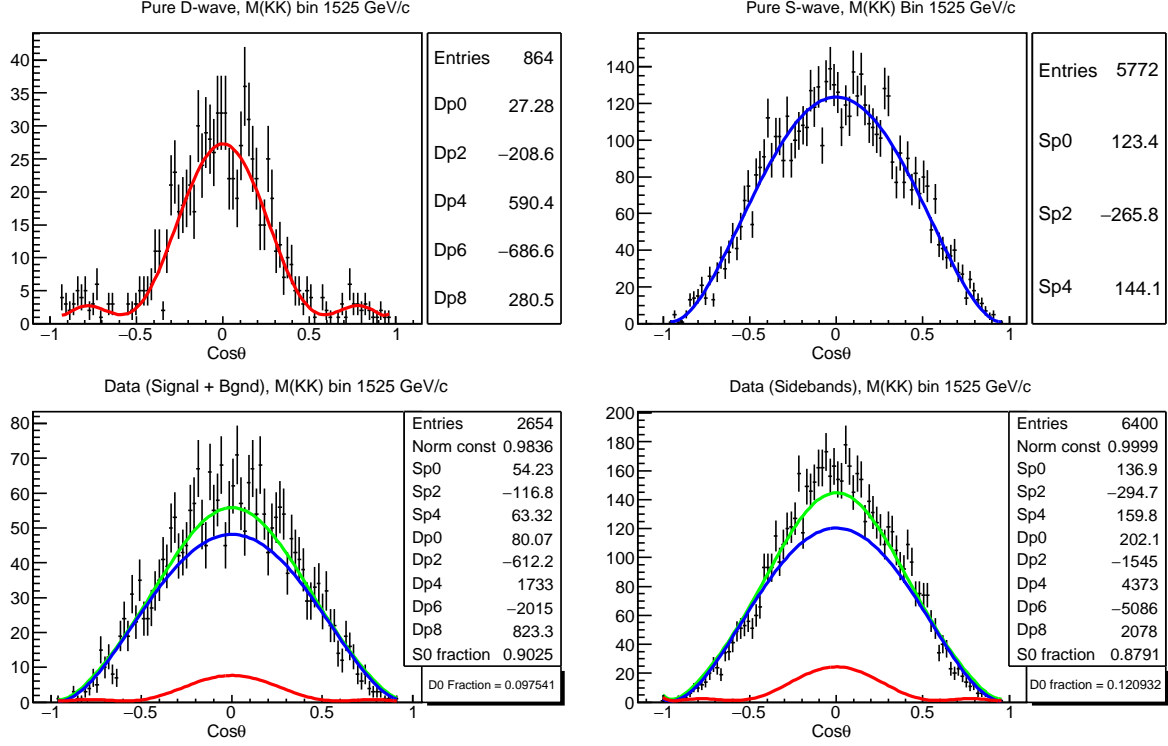 Pure D-wave, M(KK) bin 1525 GeV/c
40
35
30
25
20
15
10
5
0
−1 −0.5 0 0.5 1
Cosθ
Entries 864
Dp0 27.28
Dp2 −208.6
Dp4 590.4
Dp6 −686.6
Dp8 280.5
Pure S-wave, M(KK) Bin 1525 GeV/c
140
120
100
80
60
40
20
0
−1 −0.5 0 0.5 1
Cosθ
Entries 5772
Sp0 123.4
Sp2 −265.8
Sp4 144.1
Data (Signal + Bgnd), M(KK) bin 1525 GeV/c
80
70
60
50
40
30
20
10
0
−1 −0.5 0 0.5 1
Cosθ
Entries 2654
Norm const 0.9836
Sp0 54.23
Sp2 −116.8
Sp4 63.32
Dp0 80.07
Dp2 −612.2
Dp4 1733
Dp6 −2015
Dp8 823.3
S0 fraction 0.9025
D0 Fraction = 0.097541
Data (Sidebands), M(KK) bin 1525 GeV/c
200
180
160
140
120
100
80
60
40
20
0
−1 −0.5 0 0.5 1
Cosθ
Entries 6400
Norm const 0.9999
Sp0 136.9
Sp2 −294.7
Sp4 159.8
Dp0 202.1
Dp2 −1545
Dp4 4373
Dp6 −5086
Dp8 2078
S0 fraction 0.8791
D0 fraction = 0.120932